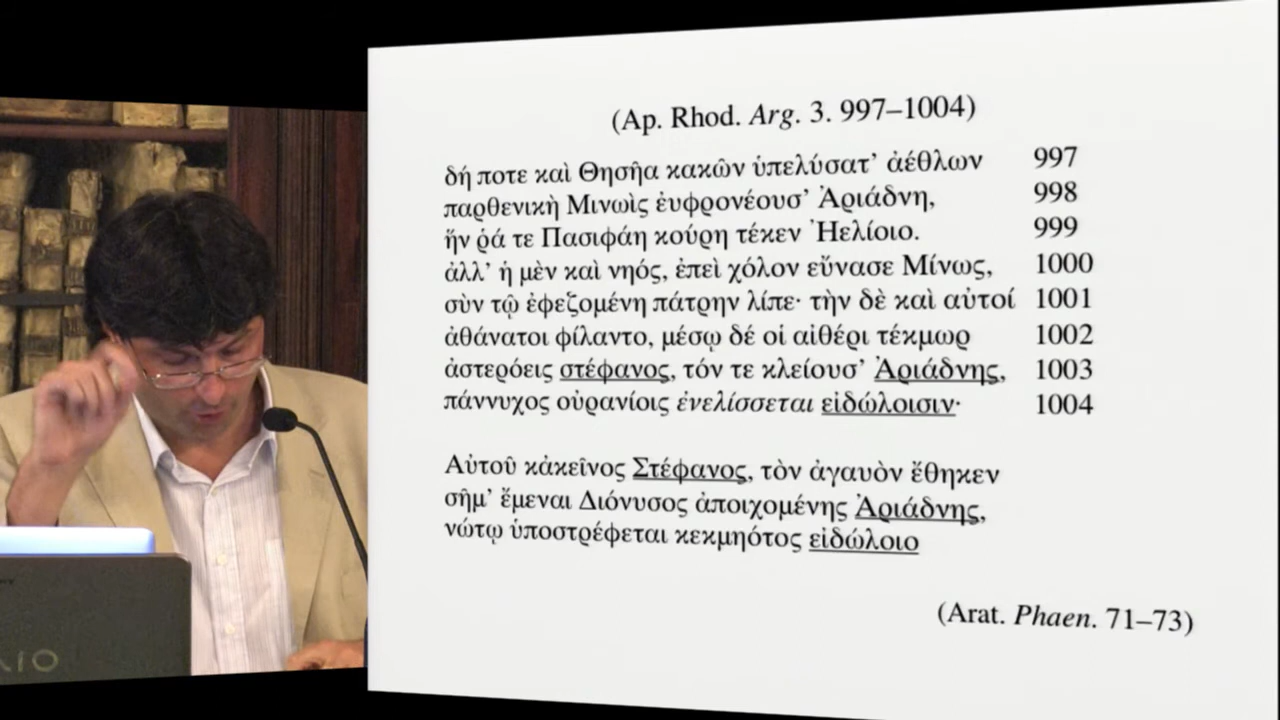 (Ap. Rhod. Arg. 3. 997–1004)
δή ποτε καὶ Θησῆα κακῶν ὑπελύσατ’ ἀέθλων 997
παρθενικὴ Μινωὶς ἐυφρονέουσ’ Ἀριάδνη, 998
ἥν ῥά τε Πασιφάη κούρη τέκεν Ἠελίοιο. 999
ἀλλ’ ἡ μὲν καὶ νηός, ἐπεὶ χόλον εὔνασε Μίνως, 1000
σὺν τῷ ἐφεζομένη πάτρην λίπε· τὴν δὲ καὶ αὐτοί 1001
ἀθάνατοι φίλαντο, μέσῳ δέ οἱ αἰθέρι τέκμωρ 1002
ἀστερόεις στέφανος, τόν τε κλείουσ’ Ἀριάδνης, 1003
πάννυχος οὐρανίοις ἐνελίσσεται εἰδώλοισιν· 1004
Αὐτοῦ κἀκεῖνος Στέφανος, τὸν ἀγαυὸν ἔθηκεν
σῆμ’ ἔμεναι Διόνυσος ἀποιχομένης Ἀριάδνης,
νώτῳ ὑποστρέφεται κεκμηότος εἰδώλοιο
(Arat. Phaen. 71–73)